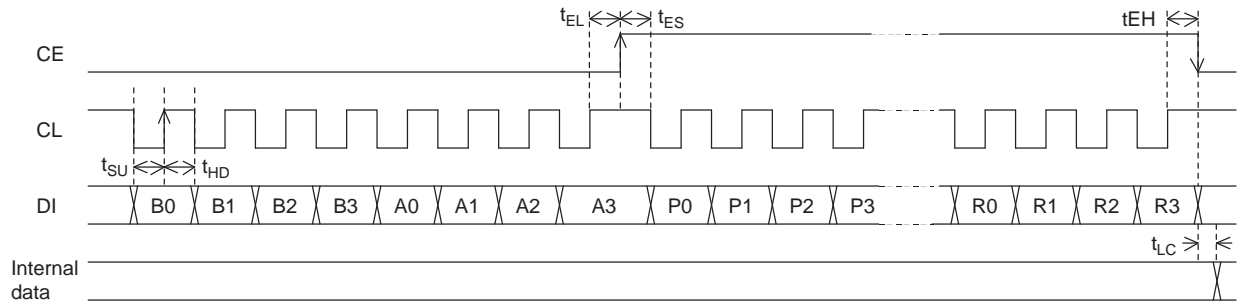 tEL tES tEH
CE
CL
tSU tHD
DI B0 B1 B2 B3 A0 A1 A2 A3 P0 P1 P2 P3 R0 R1 R2 R3
tLC
Internal
data